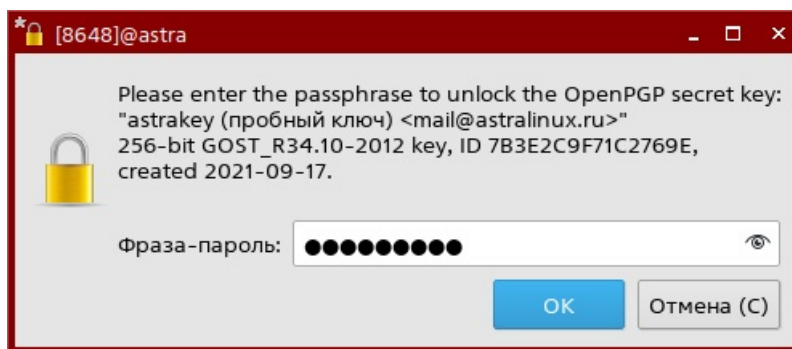 [8648]@astra
Please enter the passphrase to unlock the OpenPGP secret key:
"astrakey (пробный ключ) <mail@astralinux.ru>"
256-bit GOST_R34.10-2012 key, ID 7B3E2C9F71C2769E,
created 2021-09-17.
Фраза-пароль: ●●●●●●●●●
OK Отмена (С)